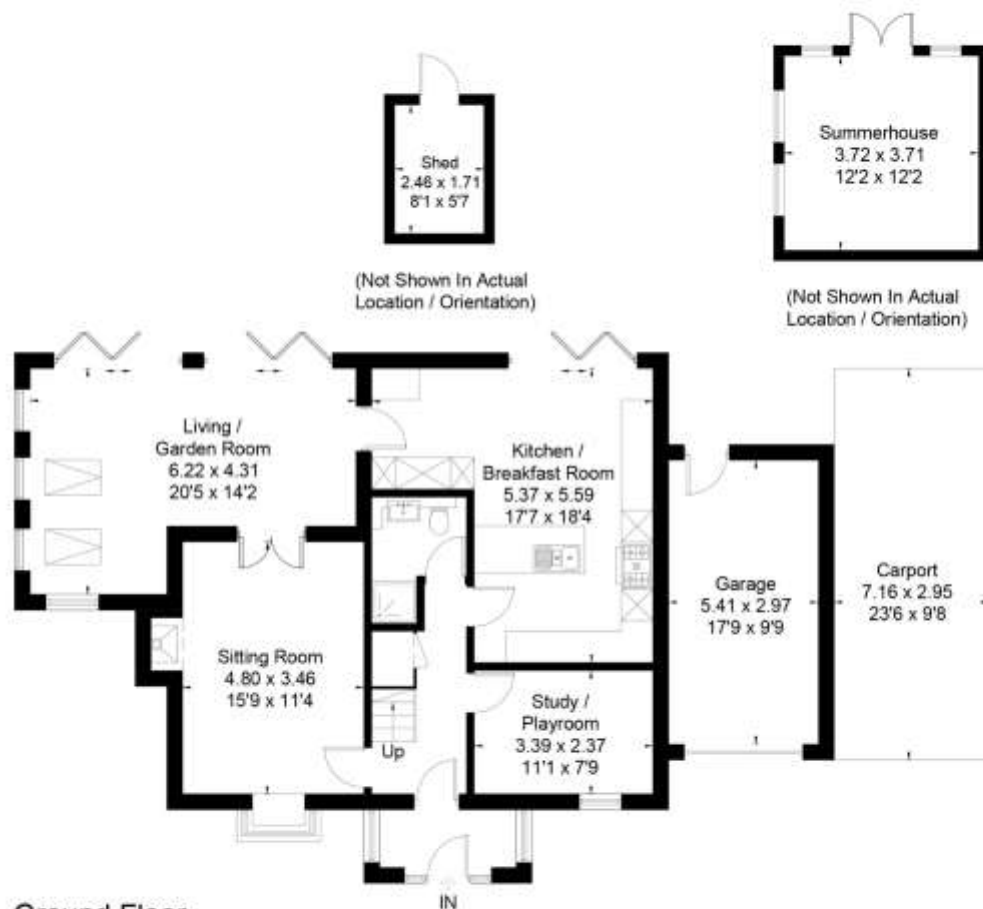 Shed
2.46 x 1.71
8'1 x 5'7
(Not Shown In Actual
Location / Orientation)
Summerhouse
3.72 x 3.71
12'2 x 12'2
(Not Shown In Actual
Location / Orientation)
Living /
Garden Room
6.22 x 4.31
20'5 x 14'2
Kitchen /
Breakfast Room
5.37 x 5.59
17'7 x 18'4
Garage
5.41 x 2.97
17'9 x 9'9
Carport
7.16 x 2.95
23'6 x 9'8
Sitting Room
4.80 x 3.46
15'9 x 11'4
Study /
Playroom
3.39 x 2.37
11'1 x 7'9
Up
IN
Ground Floor